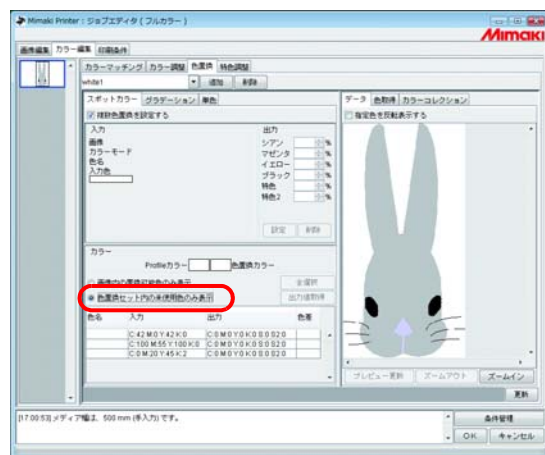 Mimaki Printer : ジョブエディタ ( フルカラー )
Mimaki
画像編集 カラー編集 印刷条件
カラーマッチング カラー調整 色置換 特色調整
white1 追加 削除
スポットカラー グラデーション 単色
複数色置換を設定する
入力
画像
カラーモード
色名
入力色
出力
シアン %
マゼンタ %
イエロー %
ブラック %
特色 %
特色2 %
設定 削除
カラー
Profileカラー 色置換カラー
画像内の置換可能色のみ表示 全選択
色置換セット内の未使用色のみ表示 出力値取得
色名 入力 出力 色差
C:42 M:0 Y:42 K:0 C:0 M:0 Y:0 K:0 S:0 S2:0
C:100 M:55 Y:100 K:0 C:0 M:0 Y:0 K:0 S:0 S2:0
C:0 M:20 Y:45 K:2 C:0 M:0 Y:0 K:0 S:0 S2:0
データ 色取得 カラーコレクション
指定色を反転表示する
プレビュー更新 ズームアウト ズームイン
更新
[17:00:53] メディア幅は、 500 mm (手入力) です。
条件管理
OK キャンセル